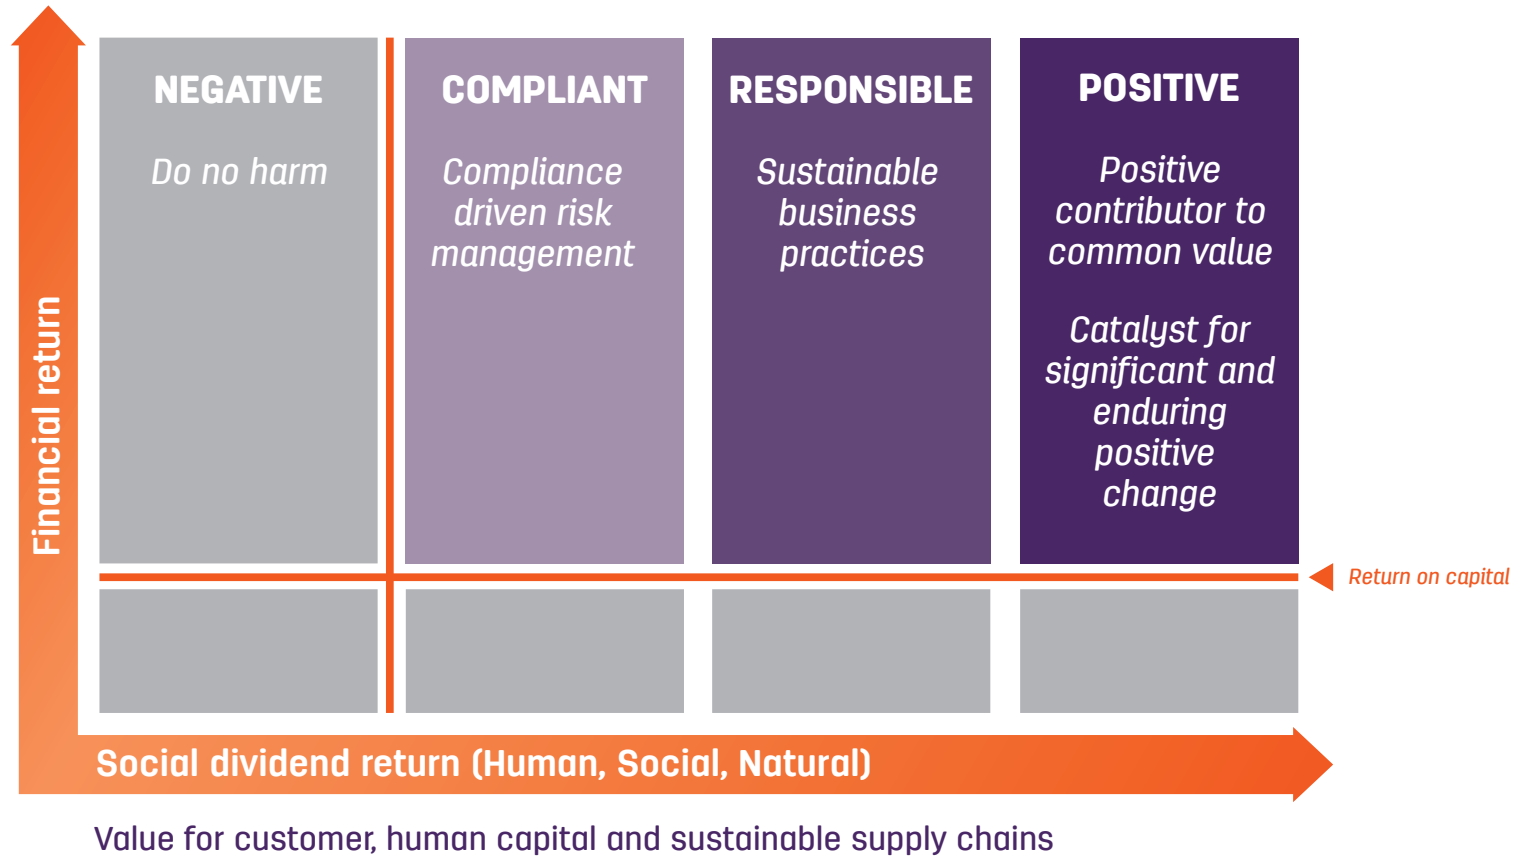 Financial return
NEGATIVE
Do no harm
COMPLIANT
Compliance
driven risk
management
RESPONSIBLE
Sustainable
business
practices
POSITIVE
Positive
contributor to
common value
Catalyst for
significant and
enduring
positive
change
Return on capital
Social dividend return (Human, Social, Natural)
Value for customer, human capital and sustainable supply chains